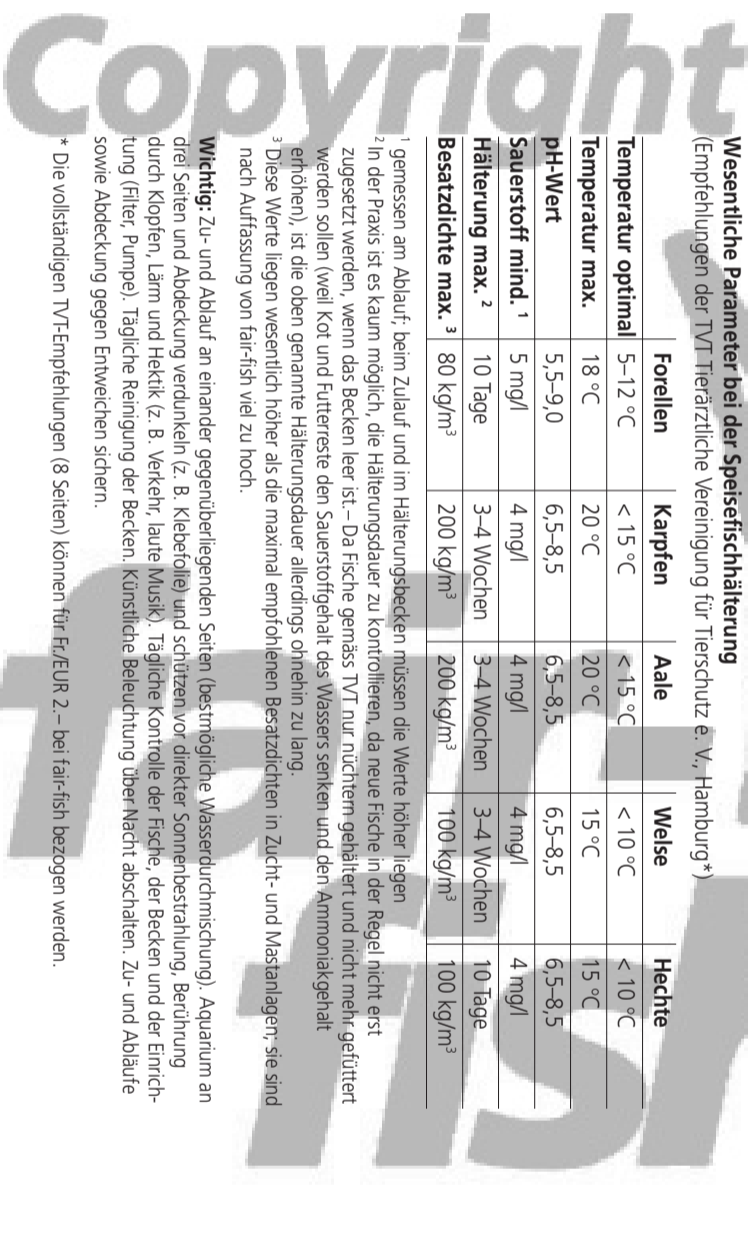 Wesentliche Parameter bei der Speisefischhälterung
(Empfehlungen der TVT Tierärztliche Vereinigung für Tierschutz e. V., Hamburg*)
Forellen Karpfen Aale Welse Hechte
Temperatur optimal 5–12 °C < 15 °C < 15 °C < 10 °C < 10 °C
Temperatur max. 18 °C 20 °C 20 °C 15 °C 15 °C
pH-Wert 5,5–9,0 6,5–8,5 6,5–8,5 6,5–8,5 6,5–8,5
Sauerstoff mind. ¹ 5 mg/l 4 mg/l 4 mg/l 4 mg/l 4 mg/l
Hälterung max. ² 10 Tage 3–4 Wochen 3–4 Wochen 3–4 Wochen 10 Tage
Besatzdichte max. ³ 80 kg/m³ 200 kg/m³ 200 kg/m³ 100 kg/m³ 100 kg/m³
¹ gemessen am Ablauf; beim Zulauf und im Hälterungsbecken müssen die Werte höher liegen
² In der Praxis ist es kaum möglich, die Hälterungsdauer zu kontrollieren, da neue Fische in der Regel nicht erst
zugesetzt werden, wenn das Becken leer ist.– Da Fische gemäss TVT nur nüchtern gehältert und nicht mehr gefüttert
werden sollen (weil Kot und Futterreste den Sauerstoffgehalt des Wassers senken und den Ammoniakgehalt
erhöhen), ist die oben genannte Hälterungsdauer allerdings ohnehin zu lang.
³ Diese Werte liegen wesentlich höher als die maximal empfohlenen Besatzdichten in Zucht- und Mastanlagen; sie sind
nach Auffassung von fair-fish viel zu hoch.
Wichtig: Zu- und Ablauf an einander gegenüberliegenden Seiten (bestmögliche Wasserdurchmischung). Aquarium an
drei Seiten und Abdeckung verdunkeln (z. B. Klebefolie) und schützen vor direkter Sonnenbestrahlung, Berührung
durch Klopfen, Lärm und Hektik (z. B. Verkehr, laute Musik). Tägliche Kontrolle der Fische, der Becken und der Einrich-
tung (Filter, Pumpe). Tägliche Reinigung der Becken. Künstliche Beleuchtung über Nacht abschalten. Zu- und Abläufe
sowie Abdeckung gegen Entweichen sichern.
* Die vollständigen TVT-Empfehlungen (8 Seiten) können für Fr./EUR 2.– bei fair-fish bezogen werden.
Copyright
fair-
fish